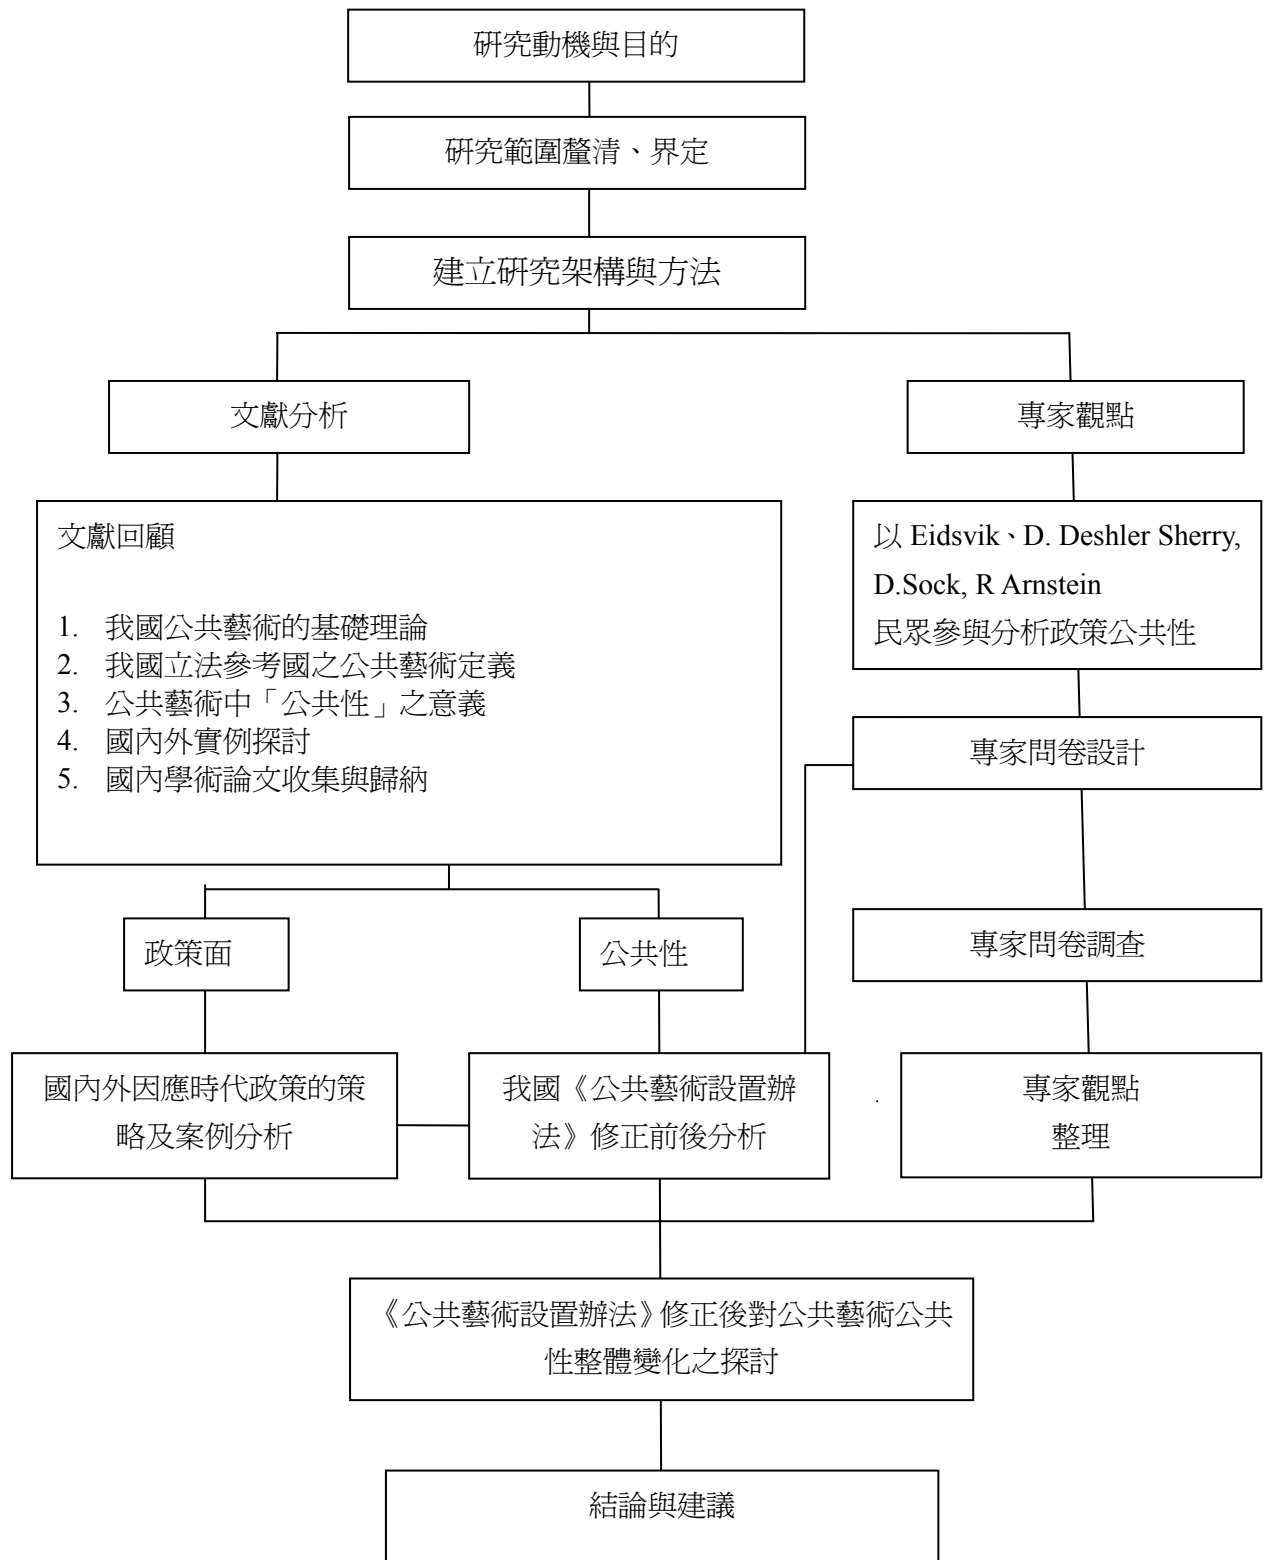 研究動機與目的
研究範圍釐清、界定
建立研究架構與方法
文獻分析
專家觀點
文獻回顧
1. 我國公共藝術的基礎理論
2. 我國立法參考國之公共藝術定義
3. 公共藝術中「公共性」之意義
4. 國內外實例探討
5. 國內學術論文收集與歸納
以 Eidsvik、D. Deshler Sherry,
D.Sock, R Arnstein
民眾參與分析政策公共性
專家問卷設計
專家問卷調查
政策面
公共性
國內外因應時代政策的策
略及案例分析
我國《公共藝術設置辦
法》修正前後分析
專家觀點
整理
《公共藝術設置辦法》修正後對公共藝術公共
性整體變化之探討
結論與建議